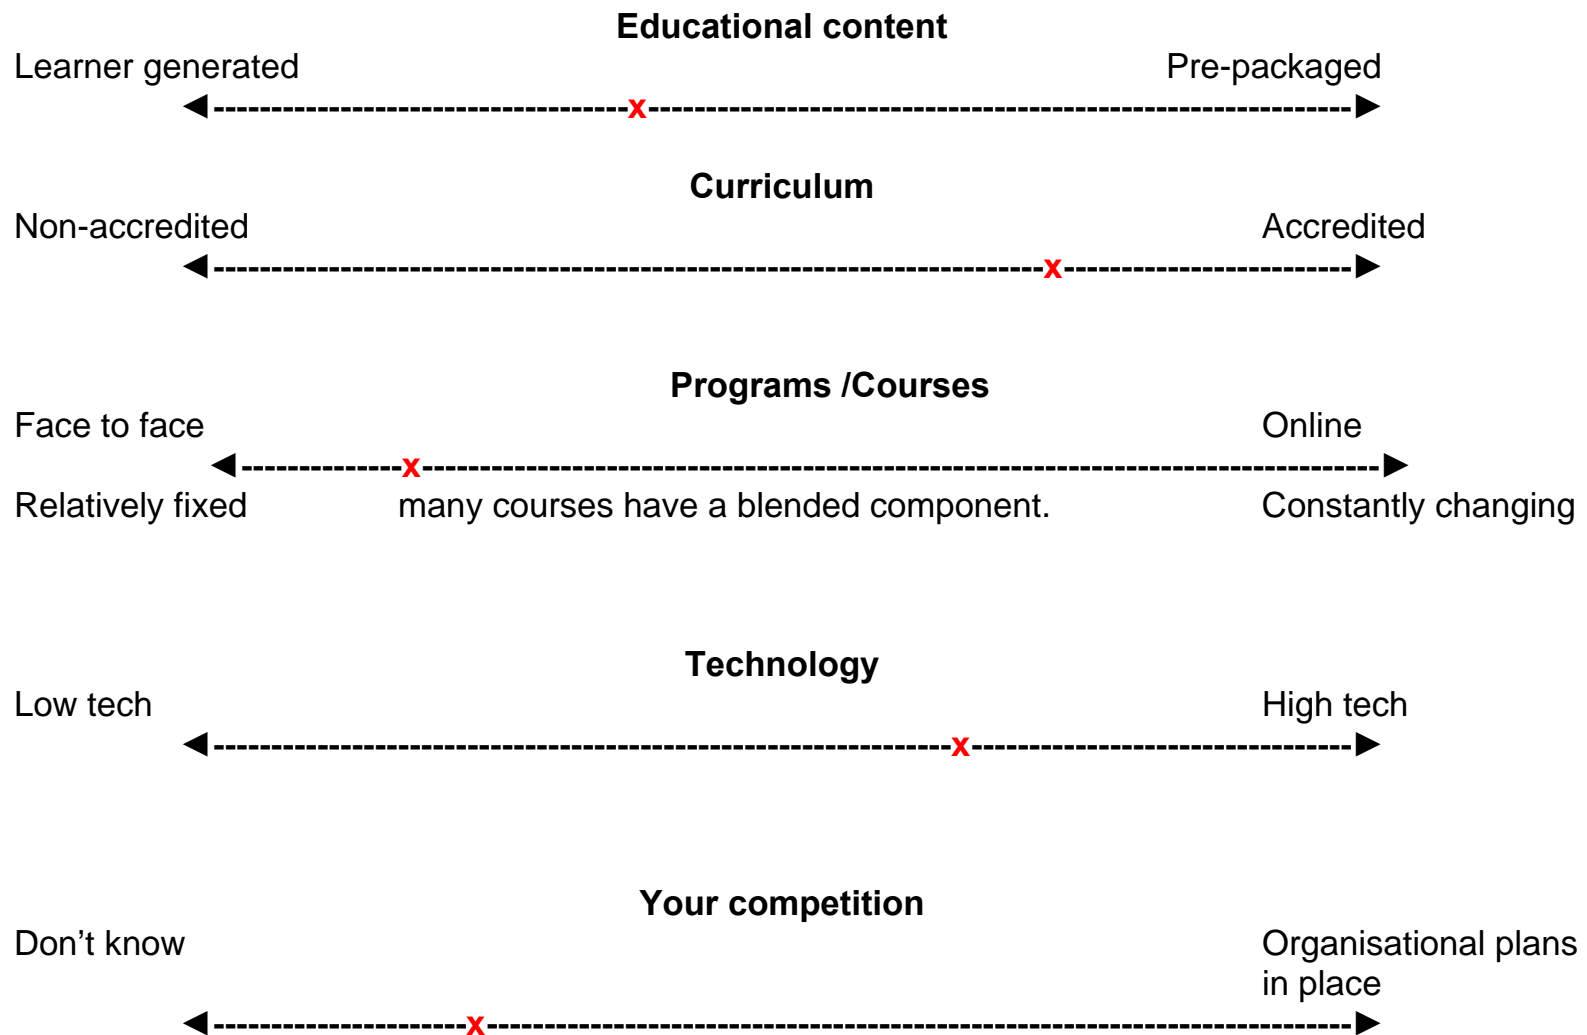 Educational content
Learner generated Pre-packaged
◄-------------------------------------------x-------------------------------------------------------------------------►
Curriculum
Non-accredited Accredited
◄--------------------------------------------------------------------------------------x------------------------------►
Programs /Courses
Face to face Online
◄----------------x----------------------------------------------------------------------------------------------------►
Relatively fixed many courses have a blended component. Constantly changing
Technology
Low tech High tech
◄-----------------------------------------------------------------------------x---------------------------------------►
Your competition
Don’t know Organisational plans
in place
◄--------------------------x------------------------------------------------------------------------------------------►